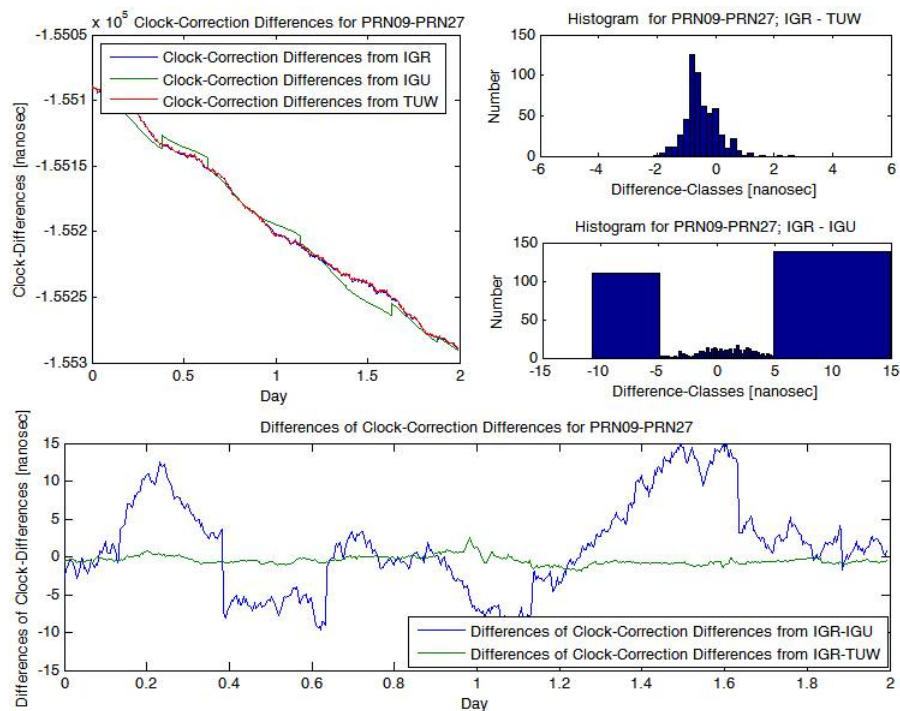 x 10⁵ Clock-Correction Differences for PRN09-PRN27
Clock-Differences [nanosec]
-1.5505
-1.551
-1.5515
-1.552
-1.5525
-1.553
Clock-Correction Differences from IGR
Clock-Correction Differences from IGU
Clock-Correction Differences from TUW
0 0.5 1 1.5 2
Day
Histogram for PRN09-PRN27; IGR - TUW
Number
150
100
50
0
-6 -4 -2 0 2 4 6
Difference-Classes [nanosec]
Histogram for PRN09-PRN27; IGR - IGU
Number
150
100
50
0
-15 -10 -5 0 5 10 15
Difference-Classes [nanosec]
Differences of Clock-Correction Differences for PRN09-PRN27
Differences of Clock-Differences [nanosec]
15
10
5
0
-5
-10
-15
Differences of Clock-Correction Differences from IGR-IGU
Differences of Clock-Correction Differences from IGR-TUW
0 0.2 0.4 0.6 0.8 1 1.2 1.4 1.6 1.8 2
Day